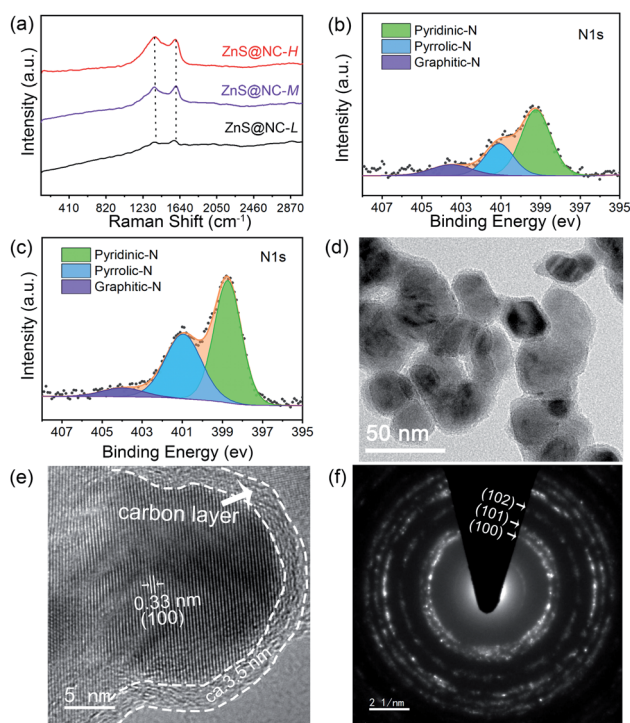 (a)
Intensity (a.u.)
ZnS@NC-H
ZnS@NC-M
ZnS@NC-L
410 820 1230 1640 2050 2460 2870
Raman Shift (cm-1)
(b)
Intensity (a.u.)
Pyridinic-N
Pyrrolic-N
Graphitic-N
N1s
407 405 403 401 399 397 395
Binding Energy (ev)
(c)
Intensity (a.u.)
Pyridinic-N
Pyrrolic-N
Graphitic-N
N1s
407 405 403 401 399 397 395
Binding Energy (ev)
(d)
50 nm
(e)
carbon layer
0.33 nm
(100)
ca 3.5 nm
5 nm
(f)
(102)
(101)
(100)
2 1/nm